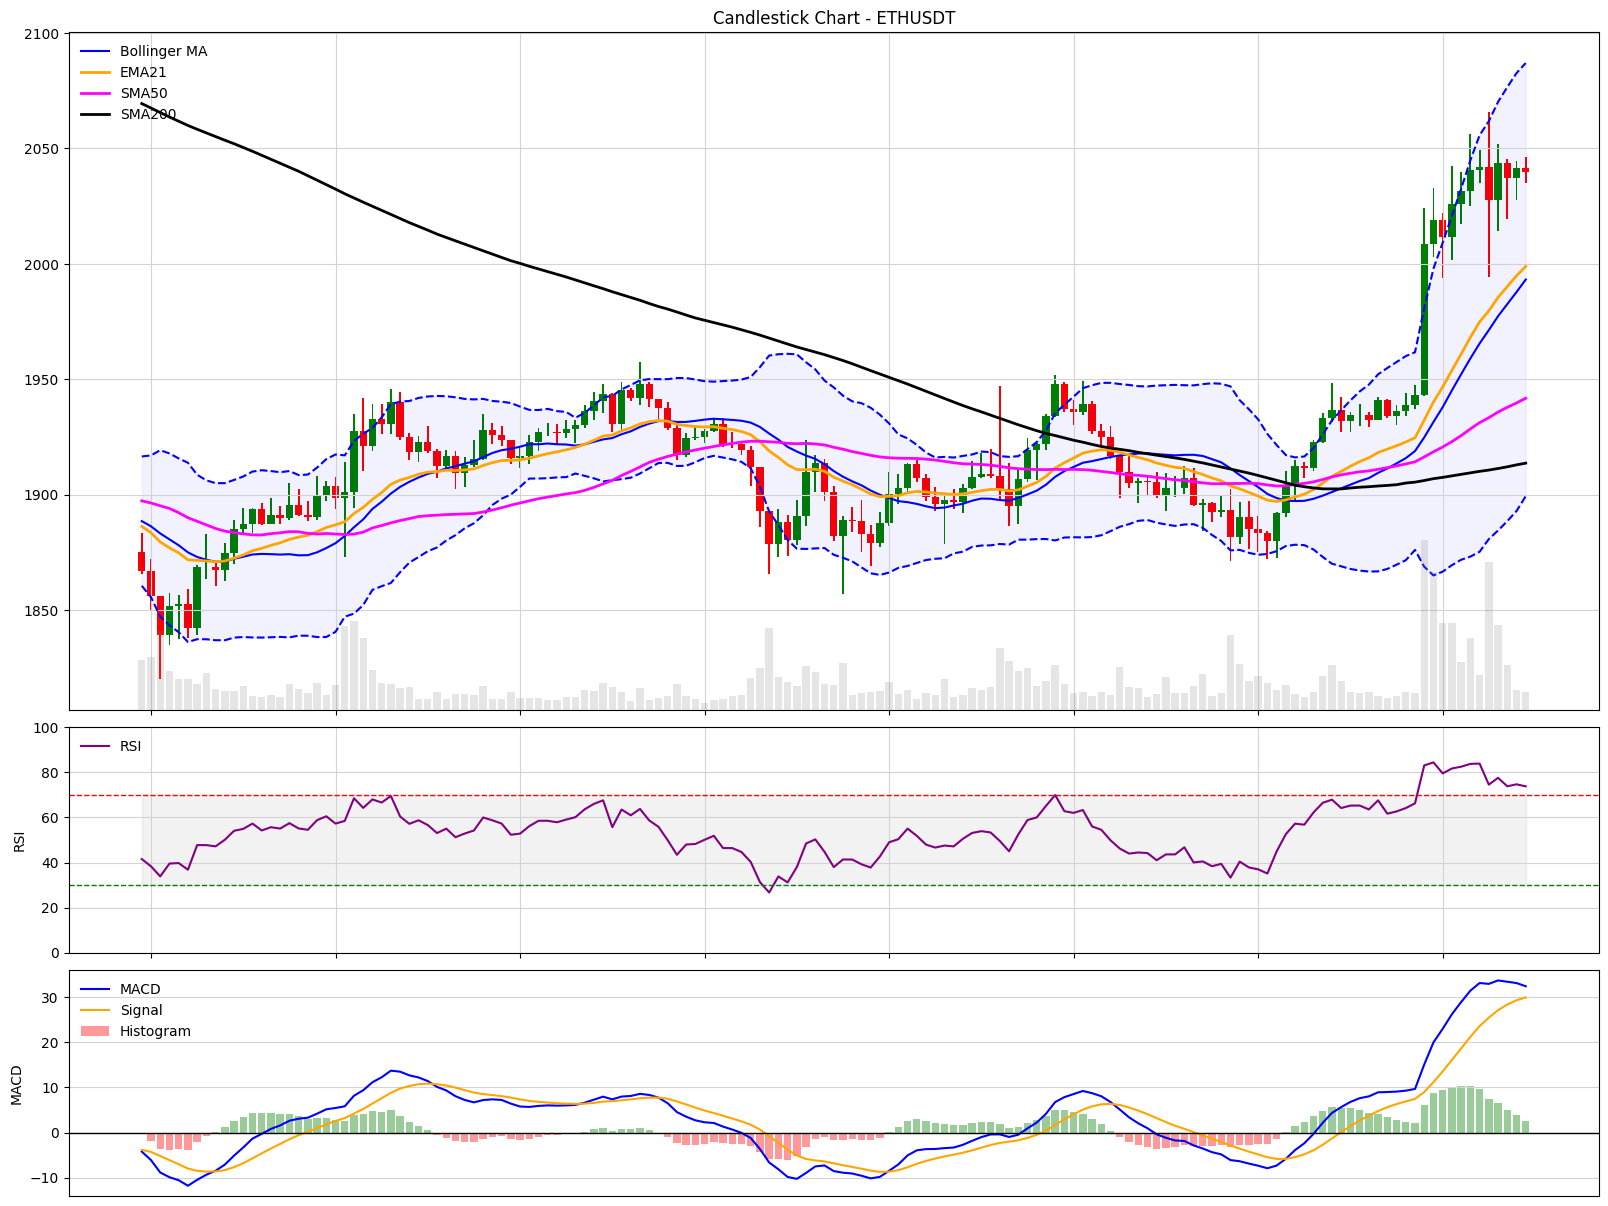 Candlestick Chart - ETHUSDT
2100
2050
2000
1950
1900
1850
Bollinger MA
EMA21
SMA50
SMA200
100
80
60
40
20
0
RSI
RSI
30
20
10
0
−10
MACD
MACD
Signal
Histogram